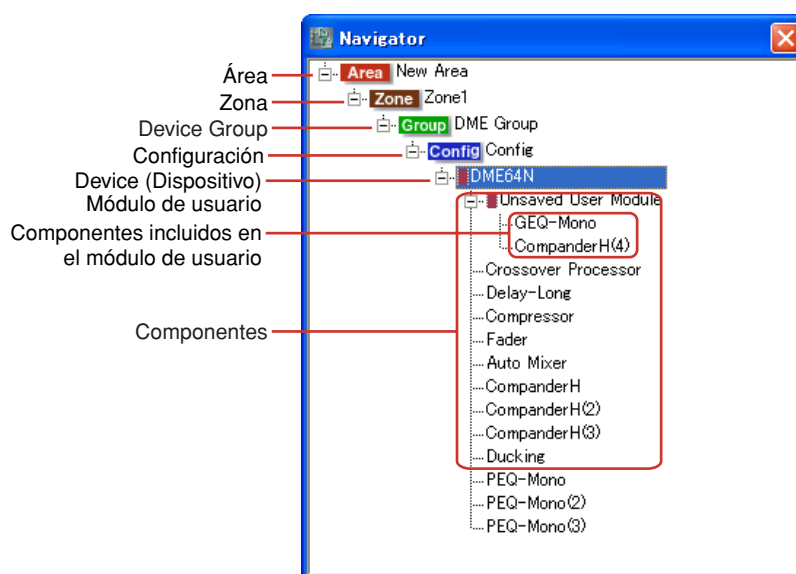 Navigator
Área
Area New Area
Zona
Zone Zone1
Device Group
Group DME Group
Configuración
Config Config
Device (Dispositivo)
DME64N
Módulo de usuario
Unsaved User Module
Componentes incluidos en
el módulo de usuario
GEQ-Mono
CompanderH(4)
Componentes
Crossover Processor
Delay-Long
Compressor
Fader
Auto Mixer
CompanderH
CompanderH(2)
CompanderH(3)
Ducking
PEQ-Mono
PEQ-Mono(2)
PEQ-Mono(3)